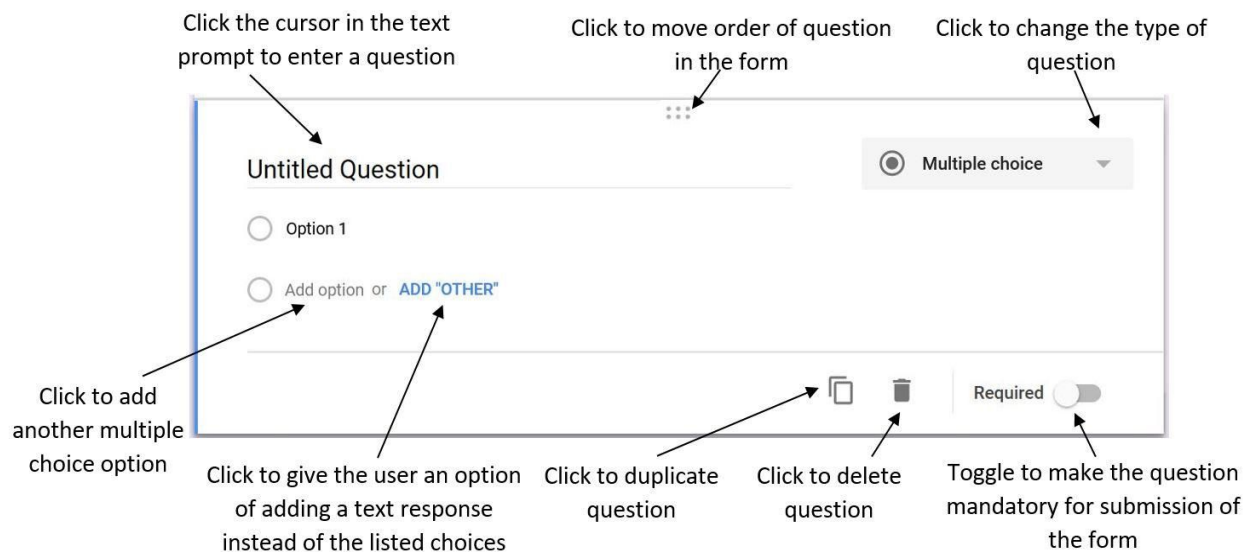 Click the cursor in the text
prompt to enter a question
Click to move order of question
in the form
Click to change the type of
question
Untitled Question
Multiple choice
Option 1
Add option or ADD "OTHER"
Required
Click to add
another multiple
choice option
Click to give the user an option
of adding a text response
instead of the listed choices
Click to duplicate
question
Click to delete
question
Toggle to make the question
mandatory for submission of
the form